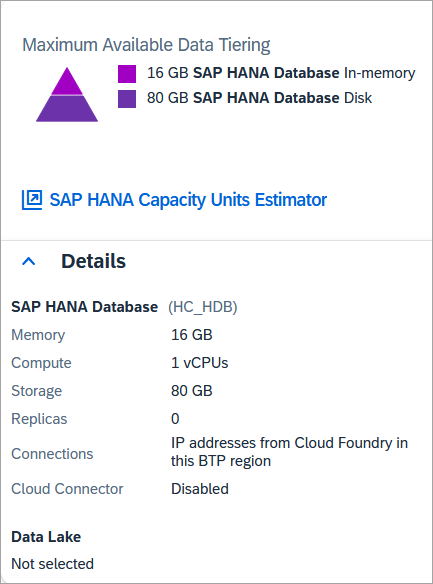 Maximum Available Data Tiering
16 GB SAP HANA Database In-memory
80 GB SAP HANA Database Disk
SAP HANA Capacity Units Estimator
Details
SAP HANA Database (HC_HDB)
Memory 16 GB
Compute 1 vCPUs
Storage 80 GB
Replicas 0
Connections IP addresses from Cloud Foundry in
this BTP region
Cloud Connector Disabled
Data Lake
Not selected